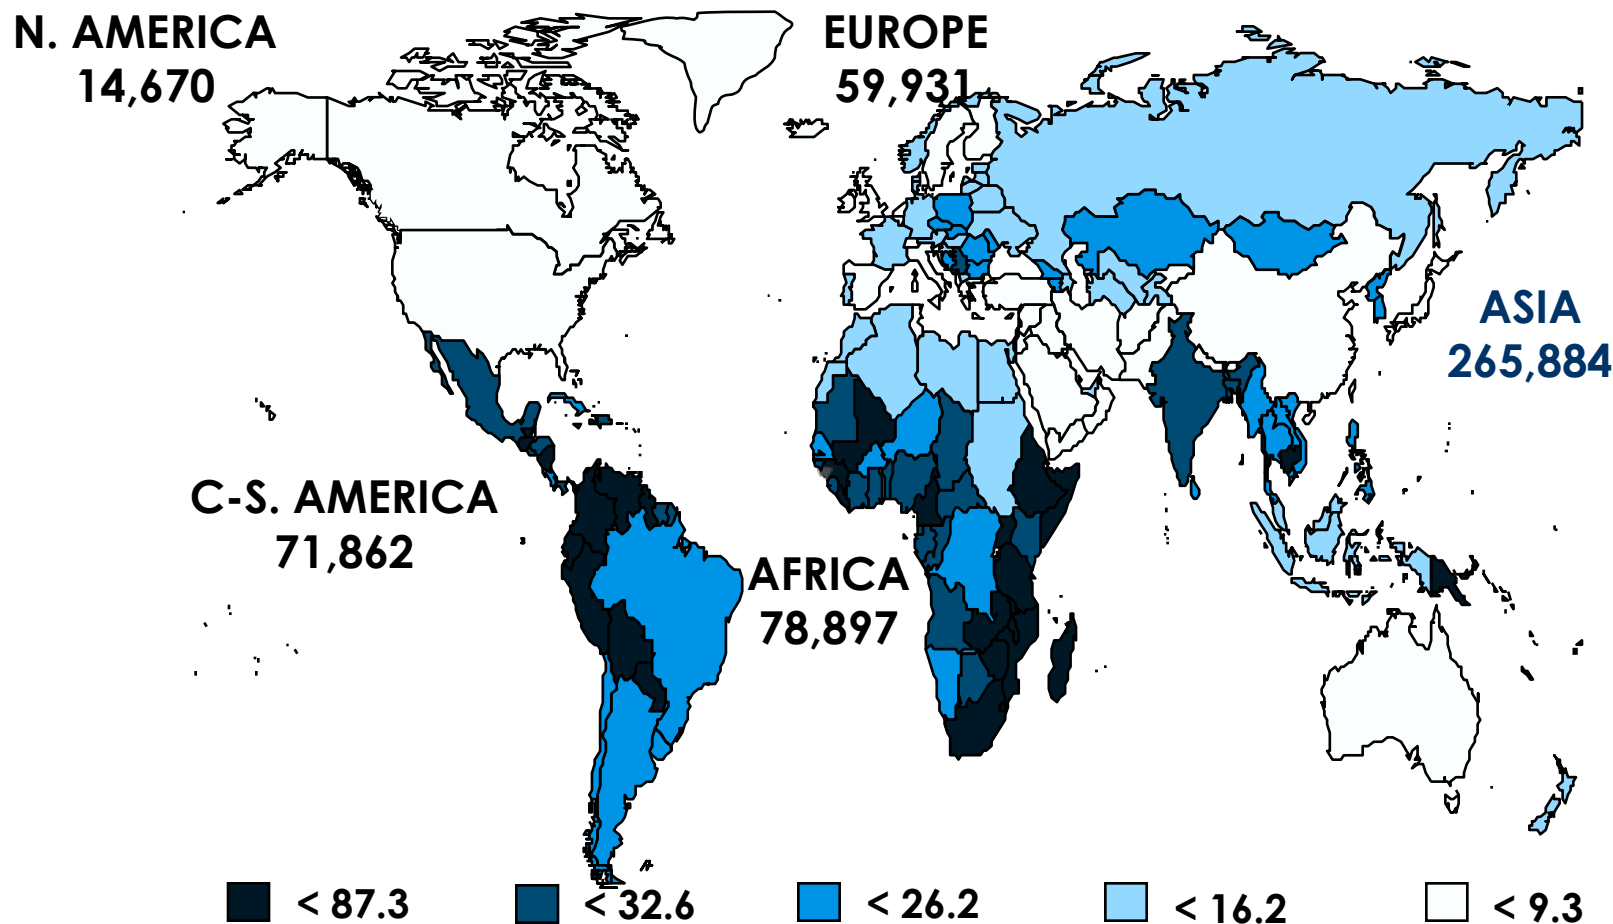 N. AMERICA
14,670
EUROPE
59,931
ASIA
265,884
C-S. AMERICA
71,862
AFRICA
78,897
< 87.3
< 32.6
< 26.2
< 16.2
< 9.3